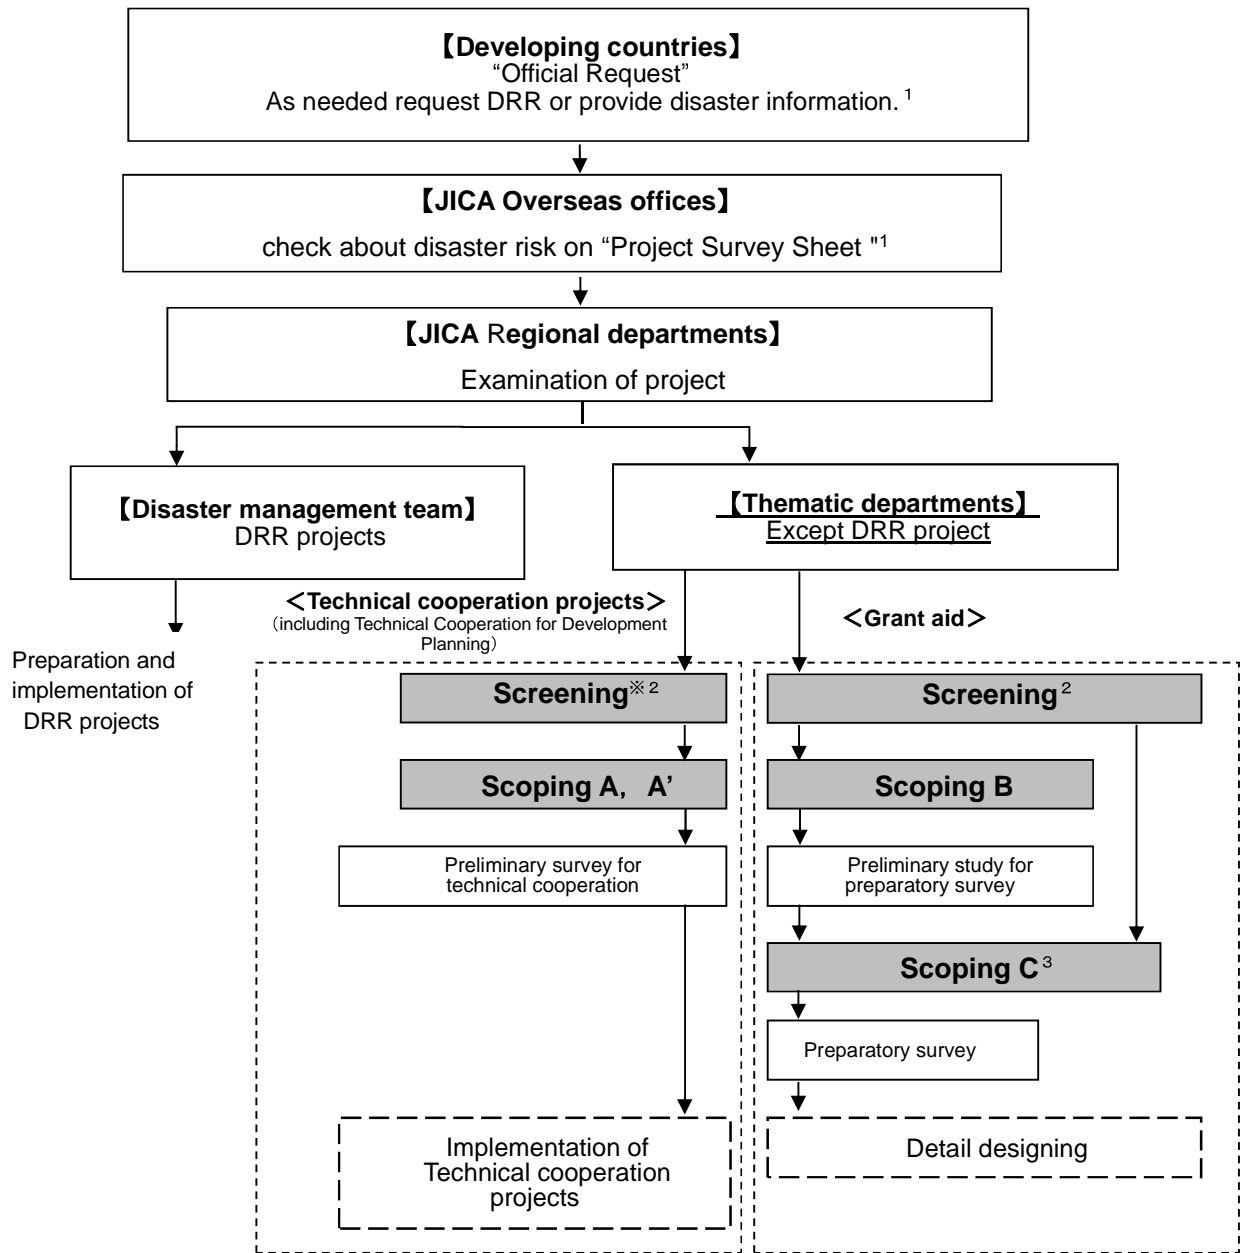 【Developing countries】
“Official Request”
As needed request DRR or provide disaster information. 1
【JICA Overseas offices】
check about disaster risk on “Project Survey Sheet "1
【JICA Regional departments】
Examination of project
【Disaster management team】
DRR projects
【Thematic departments】
Except DRR project
Preparation and
implementation of
DRR projects
＜Technical cooperation projects＞
（including Technical Cooperation for Development
Planning）
＜Grant aid＞
Screening※2
Scoping A, A’
Preliminary survey for
technical cooperation
Implementation of
Technical cooperation
projects
Screening2
Scoping B
Preliminary study for
preparatory survey
Scoping C3
Preparatory survey
Detail designing